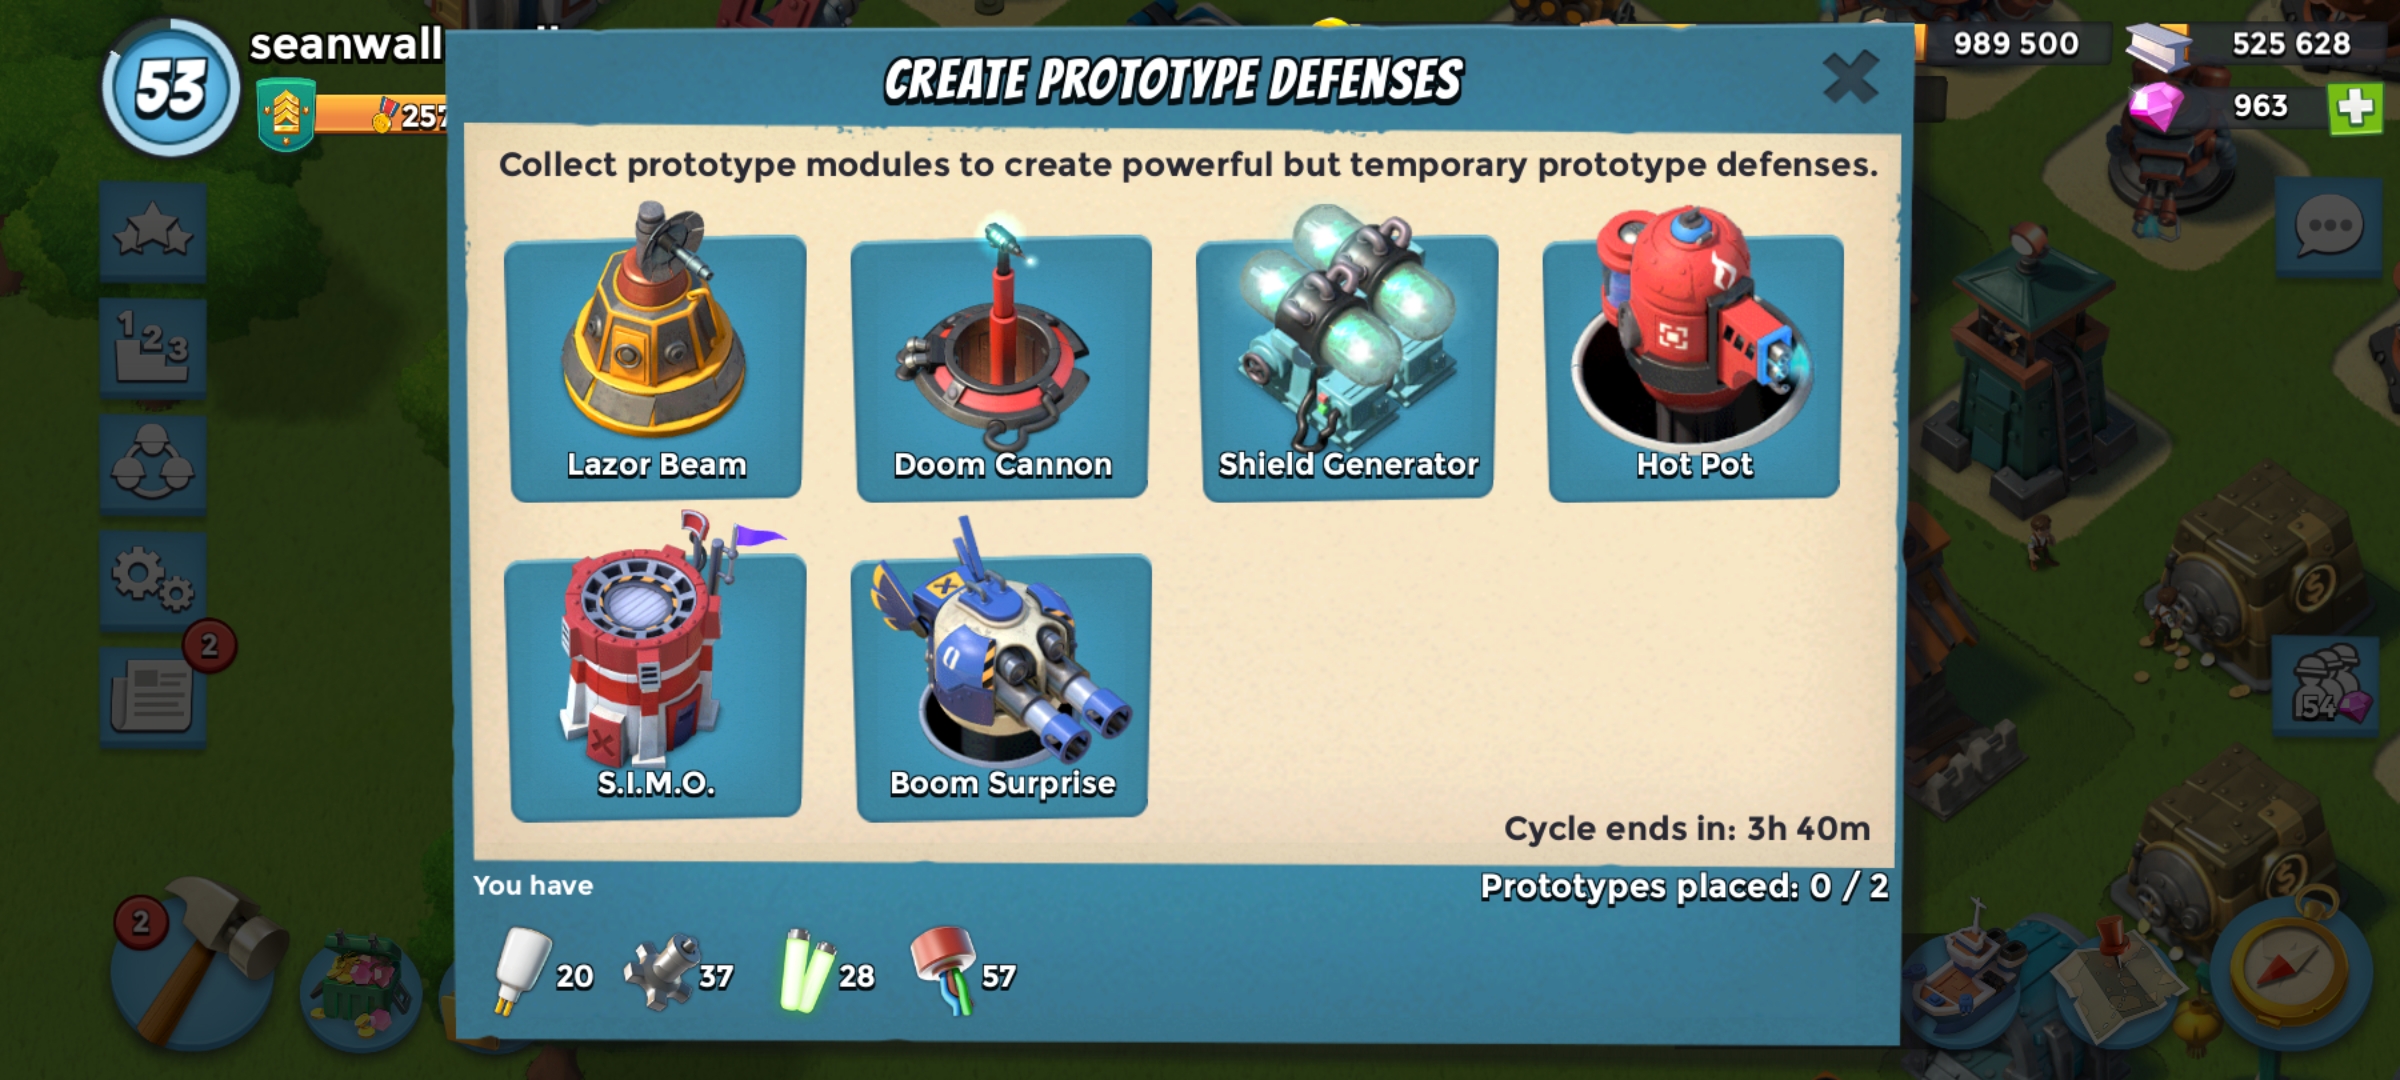 53
seanwall
257
989 500
525 628
963
CREATE PROTOTYPE DEFENSES
Collect prototype modules to create powerful but temporary prototype defenses.
Lazor Beam
Doom Cannon
Shield Generator
Hot Pot
S.I.M.O.
Boom Surprise
Cycle ends in: 3h 40m
You have
Prototypes placed: 0 / 2
20
37
28
57
123
2
2
54